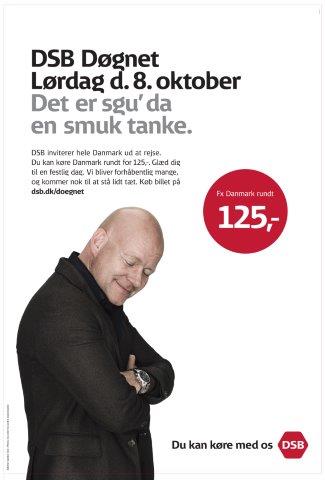 DSB Døgnet
Lørdag d. 8. oktober
Det er sgu’ da
en smuk tanke.
DSB inviterer hele Danmark ud at rejse.
Du kan køre Danmark rundt for 125,-. Glæd dig
til en festlig dag. Vi bliver forhåbentlig mange,
og kommer nok til at stå lidt tæt. Køb billet på
dsb.dk/doegnet
Fx Danmark rundt
125,-
Du kan køre med os DSB